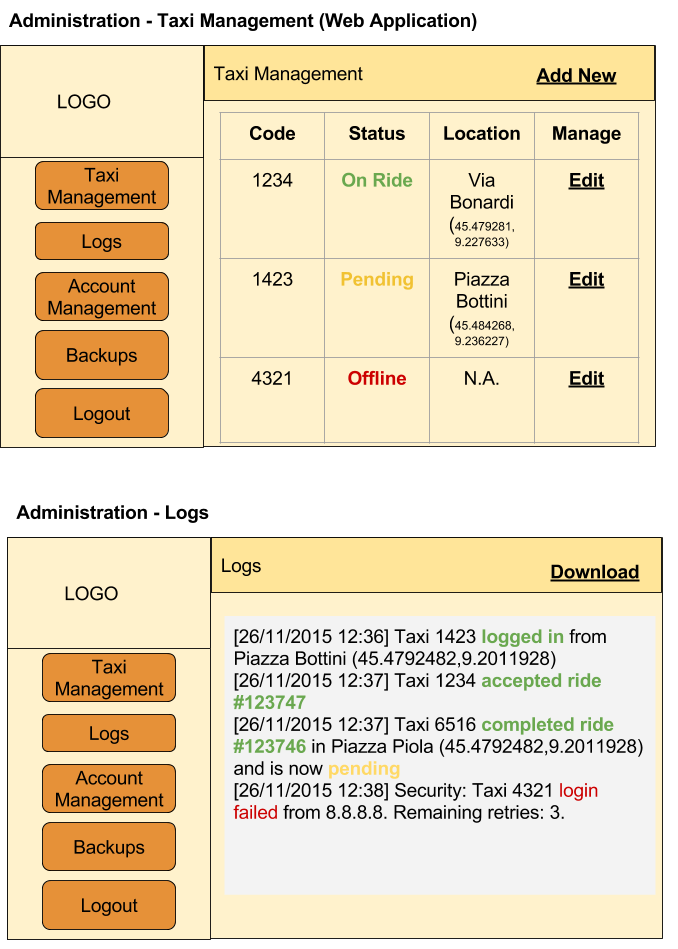 Administration - Taxi Management (Web Application)
LOGO
Taxi Management
Add New
Taxi
Management
Logs
Account
Management
Backups
Logout
Code Status Location Manage
1234 On Ride Via Edit
Bonardi
(45.479281,
9.227633)
1423 Pending Piazza Edit
Bottini
(45.484268,
9.236227)
4321 Offline N.A. Edit
Administration - Logs
LOGO
Logs
Download
Taxi
Management
Logs
Account
Management
Backups
Logout
[26/11/2015 12:36] Taxi 1423 logged in from
Piazza Bottini (45.4792482,9.2011928)
[26/11/2015 12:37] Taxi 1234 accepted ride
#123747
[26/11/2015 12:37] Taxi 6516 completed ride
#123746 in Piazza Piola (45.4792482,9.2011928)
and is now pending
[26/11/2015 12:38] Security: Taxi 4321 login
failed from 8.8.8.8. Remaining retries: 3.